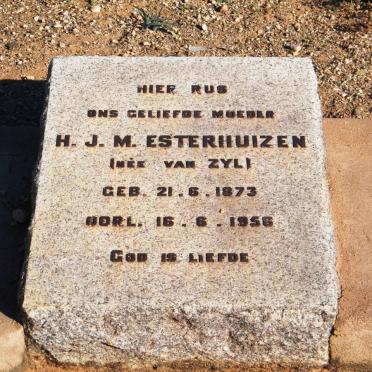 HIER RUS
ONS GELIEFDE MOEDER
H. J. M. ESTERHUIZEN
(NÉE VAN ZYL)
GEB. 21.6.1873
OORL. 16.6.1956
GOD IS LIEFDE